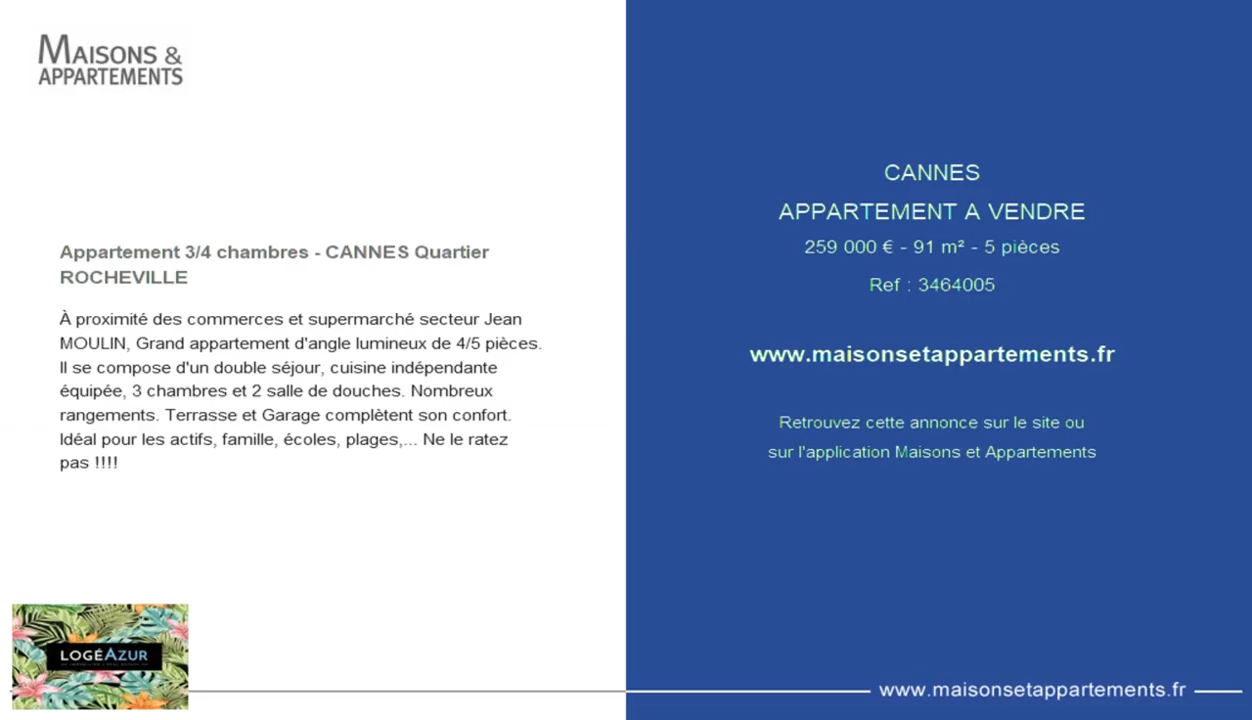 MAISONS &
APPARTEMENTS
Appartement 3/4 chambres - CANNES Quartier
ROCHEVILLE
À proximité des commerces et supermarché secteur Jean
MOULIN, Grand appartement d'angle lumineux de 4/5 pièces.
Il se compose d'un double séjour, cuisine indépendante
équipée, 3 chambres et 2 salle de douches. Nombreux
rangements. Terrasse et Garage complètent son confort.
Idéal pour les actifs, famille, écoles, plages,... Ne le ratez
pas !!!!
LOGÉAZUR
CANNES
APPARTEMENT A VENDRE
259 000 € - 91 m² - 5 pièces
Ref : 3464005
www.maisonsetappartements.fr
Retrouvez cette annonce sur le site ou
sur l'application Maisons et Appartements
www.maisonsetappartements.fr